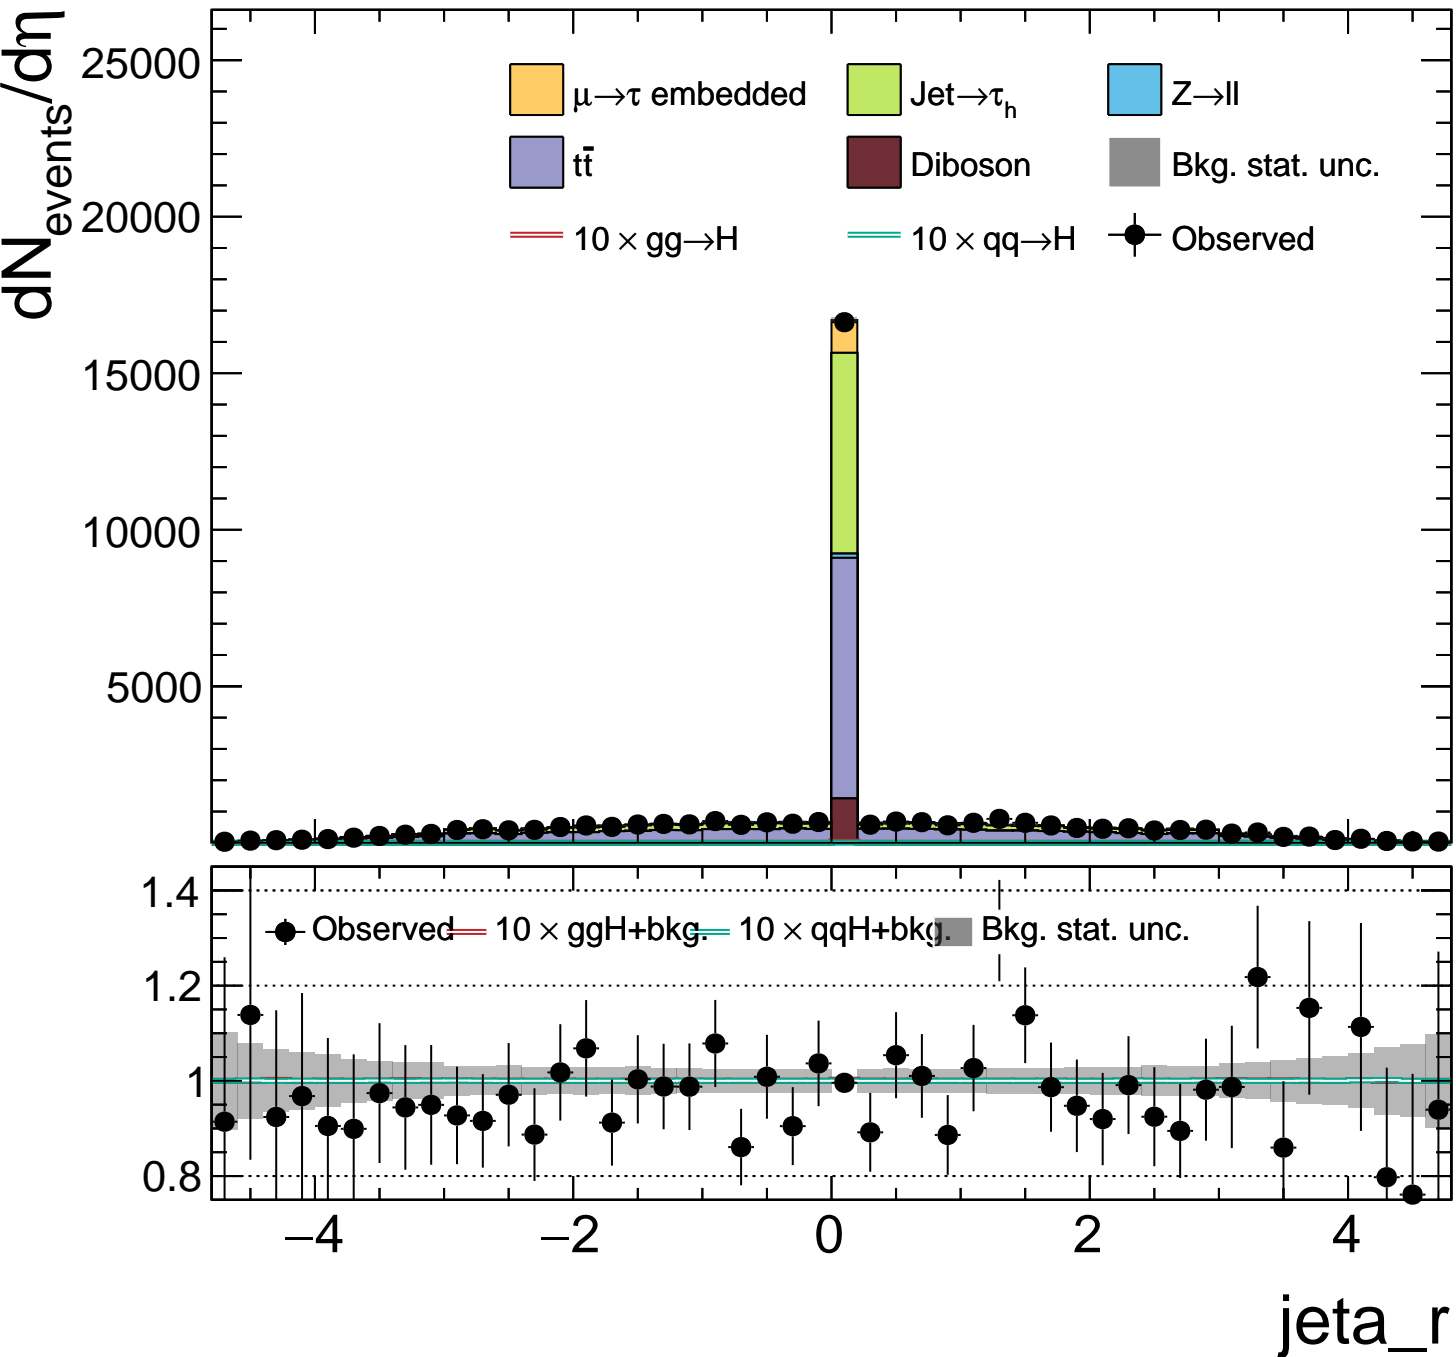 dN_events/dη
25000
20000
15000
10000
5000
μ→τ embedded
Jet→τ_h
Z→ll
tt̄
Diboson
Bkg. stat. unc.
10 × gg→H
10 × qq→H
Observed
1.4
1.2
1
0.8
Observed
10 × ggH+bkg.
10 × qqH+bkg.
Bkg. stat. unc.
−4
−2
0
2
4
jeta_r